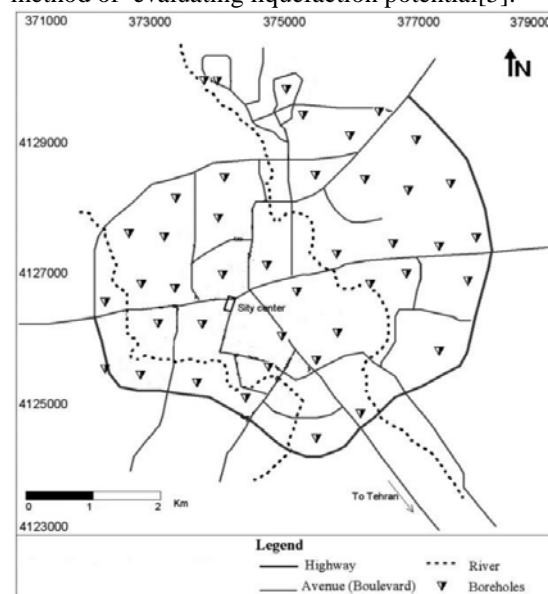 method of evaluating liquefaction potential[5].
371000 373000 375000 377000 379000
N
4129000
4127000
Sity center
4125000
To Tehran
0 1 2
Km
4123000
Legend
Highway River
Avenue (Boulevard) Boreholes